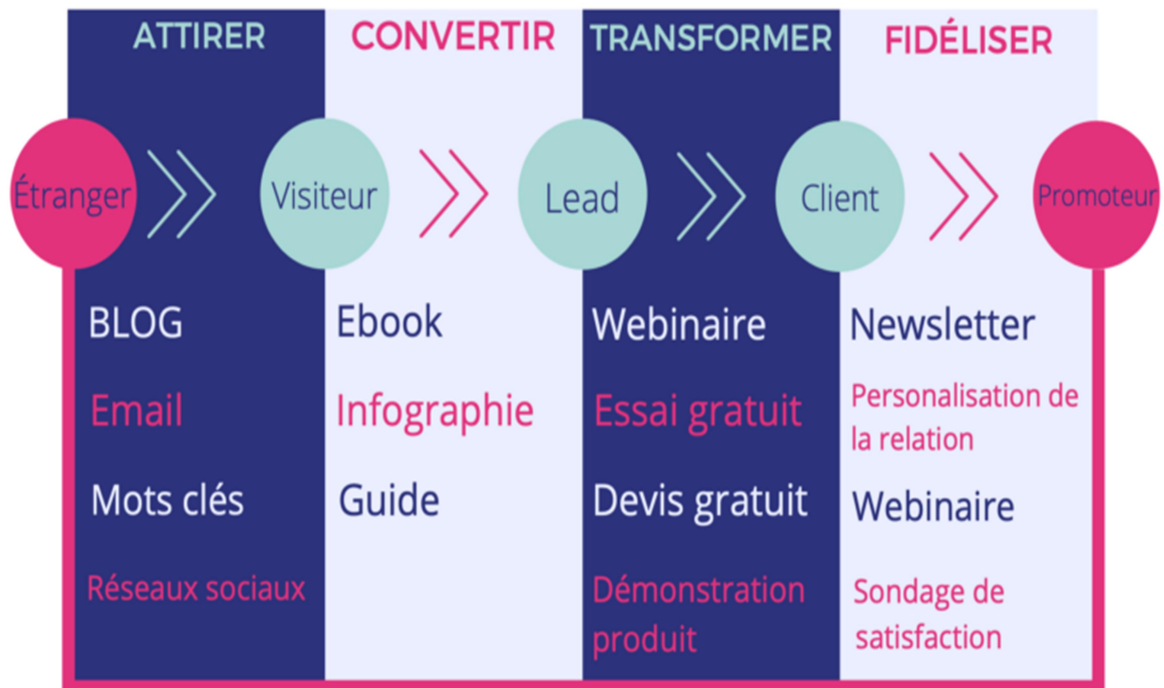 ATTIRER
CONVERTIR
TRANSFORMER
FIDÉLISER
Étranger
Visiteur
Lead
Client
Promoteur
BLOG
Email
Mots clés
Réseaux sociaux
Ebook
Infographie
Guide
Webinaire
Essai gratuit
Devis gratuit
Démonstration
produit
Newsletter
Personalisation de
la relation
Webinaire
Sondage de
satisfaction